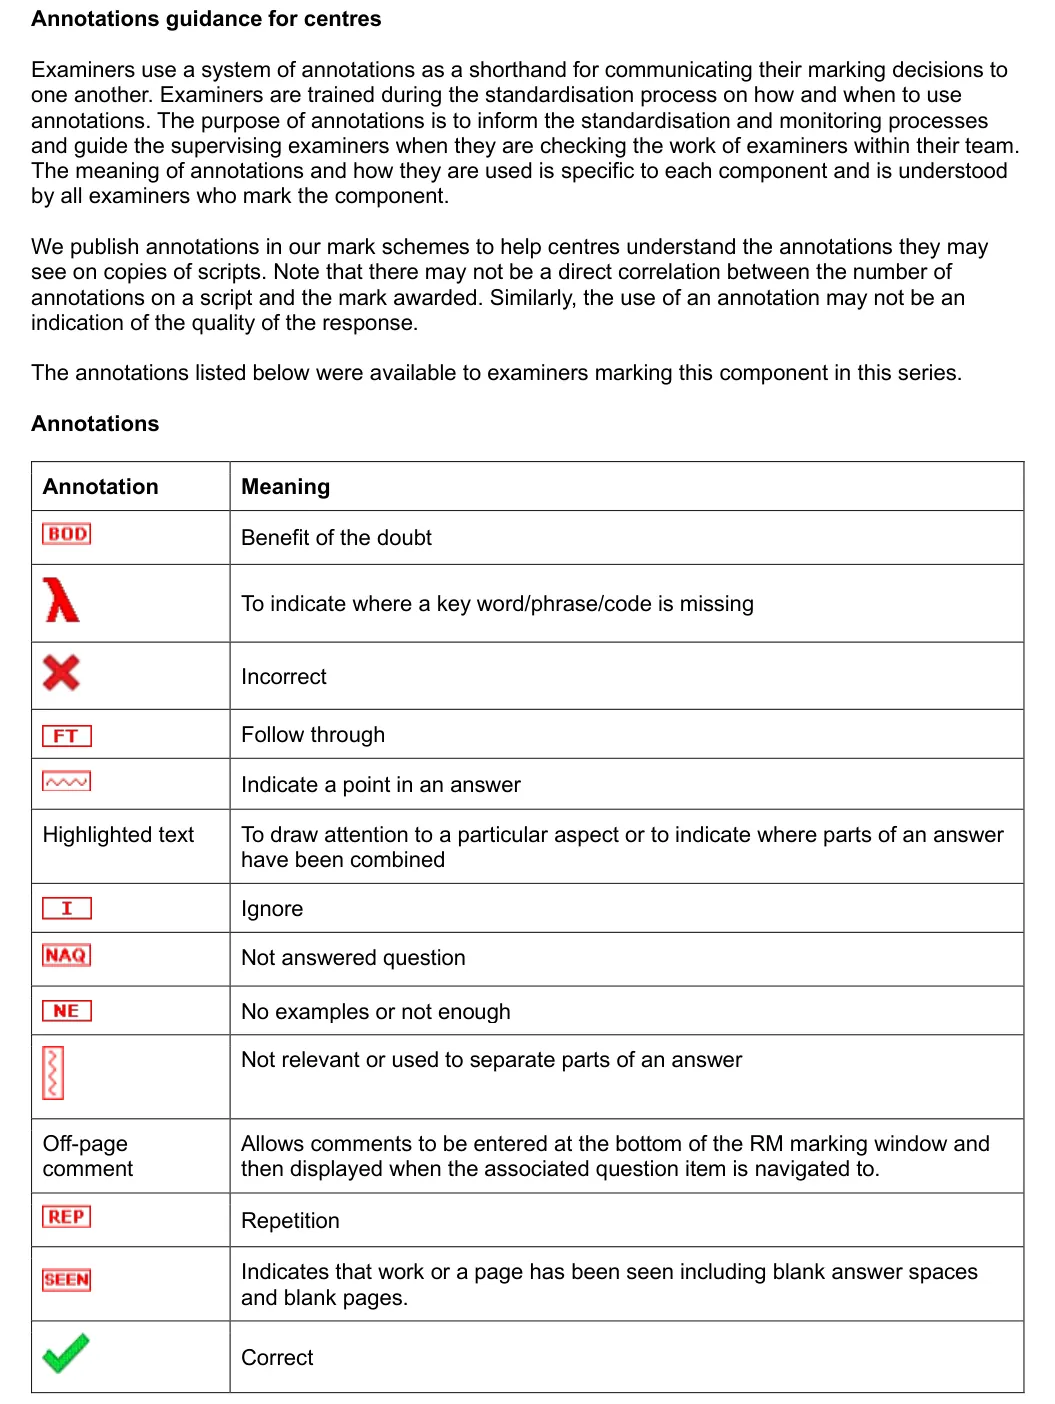 Annotations guidance for centres
Examiners use a system of annotations as a shorthand for communicating their marking decisions to
one another. Examiners are trained during the standardisation process on how and when to use
annotations. The purpose of annotations is to inform the standardisation and monitoring processes
and guide the supervising examiners when they are checking the work of examiners within their team.
The meaning of annotations and how they are used is specific to each component and is understood
by all examiners who mark the component.
We publish annotations in our mark schemes to help centres understand the annotations they may
see on copies of scripts. Note that there may not be a direct correlation between the number of
annotations on a script and the mark awarded. Similarly, the use of an annotation may not be an
indication of the quality of the response.
The annotations listed below were available to examiners marking this component in this series.
Annotations
Annotation Meaning
BOD Benefit of the doubt
λ To indicate where a key word/phrase/code is missing
Incorrect
FT Follow through
Indicate a point in an answer
Highlighted text To draw attention to a particular aspect or to indicate where parts of an answer
have been combined
I Ignore
NAQ Not answered question
NE No examples or not enough
Not relevant or used to separate parts of an answer
Off-page Allows comments to be entered at the bottom of the RM marking window and
comment then displayed when the associated question item is navigated to.
REP Repetition
SEEN Indicates that work or a page has been seen including blank answer spaces
and blank pages.
Correct